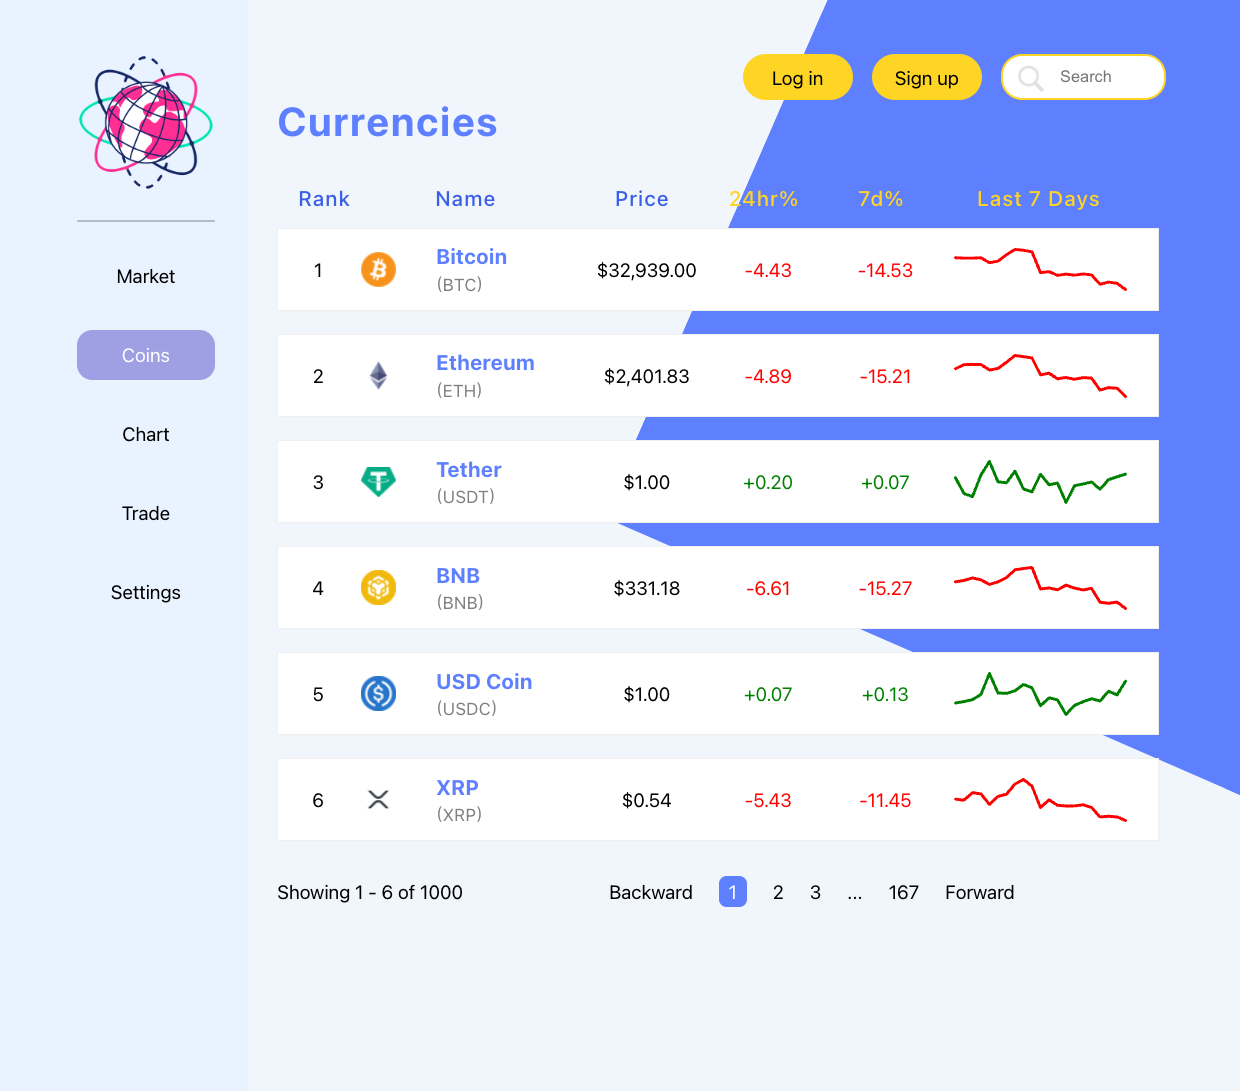 Log in
Sign up
Search
Currencies
Rank Name Price 24hr% 7d% Last 7 Days
Market
Coins
Chart
Trade
Settings
1 Bitcoin $32,939.00 -4.43 -14.53
(BTC)
2 Ethereum $2,401.83 -4.89 -15.21
(ETH)
3 Tether $1.00 +0.20 +0.07
(USDT)
4 BNB $331.18 -6.61 -15.27
(BNB)
5 USD Coin $1.00 +0.07 +0.13
(USDC)
6 XRP $0.54 -5.43 -11.45
(XRP)
Showing 1 - 6 of 1000 Backward 1 2 3 ... 167 Forward